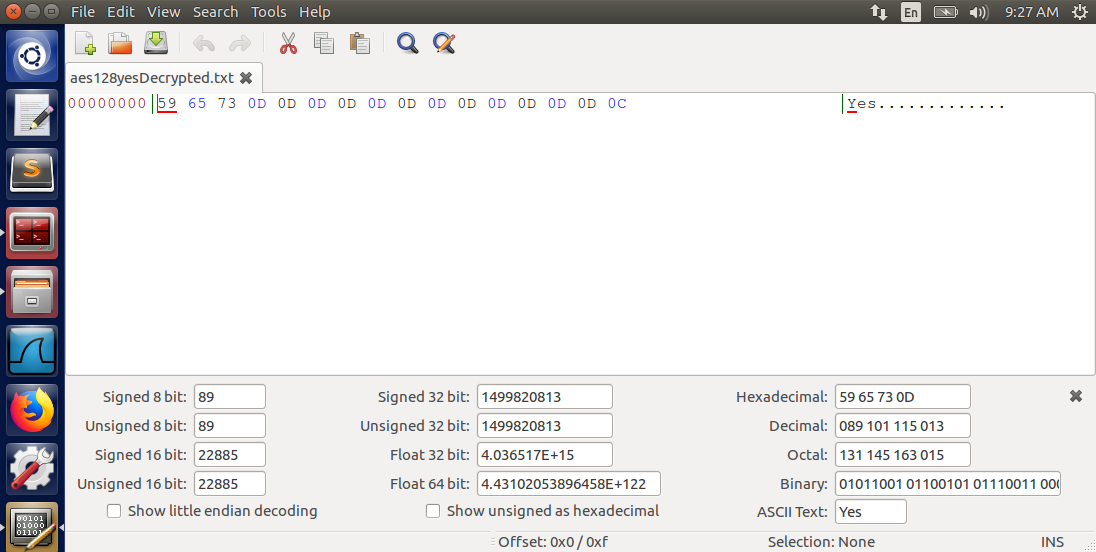 File Edit View Search Tools Help En 9:27 AM
aes128yesDecrypted.txt
00000000 59 65 73 0D 0D 0D 0D 0D 0D 0D 0D 0D 0D 0D 0D 0C Yes.............
Signed 8 bit: 89 Signed 32 bit: 1499820813 Hexadecimal: 59 65 73 0D
Unsigned 8 bit: 89 Unsigned 32 bit: 1499820813 Decimal: 089 101 115 013
Signed 16 bit: 22885 Float 32 bit: 4.036517E+15 Octal: 131 145 163 015
Unsigned 16 bit: 22885 Float 64 bit: 4.43102053896458E+122 Binary: 01011001 01100101 01110011 000
Show little endian decoding Show unsigned as hexadecimal ASCII Text: Yes
Offset: 0x0 / 0xf Selection: None INS